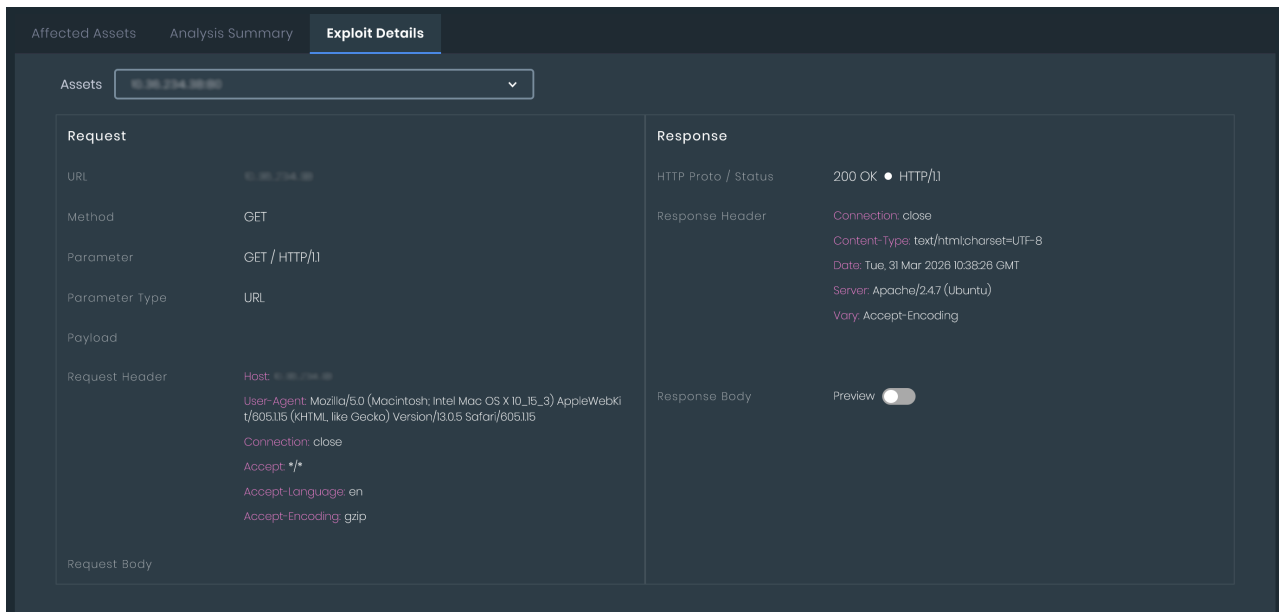 Affected Assets
Analysis Summary
Exploit Details
Assets
Request
URL
Method
GET
Parameter
GET / HTTP/1.1
Parameter Type
URL
Payload
Request Header
Host:
User-Agent: Mozilla/5.0 (Macintosh; Intel Mac OS X 10_15_3) AppleWebKi
t/605.1.15 (KHTML, like Gecko) Version/13.0.5 Safari/605.1.15
Connection: close
Accept: */*
Accept-Language: en
Accept-Encoding: gzip
Request Body
Response
HTTP Proto / Status
200 OK ● HTTP/1.1
Response Header
Connection: close
Content-Type: text/html;charset=UTF-8
Date: Tue, 31 Mar 2026 10:38:26 GMT
Server: Apache/2.4.7 (Ubuntu)
Vary: Accept-Encoding
Response Body
Preview